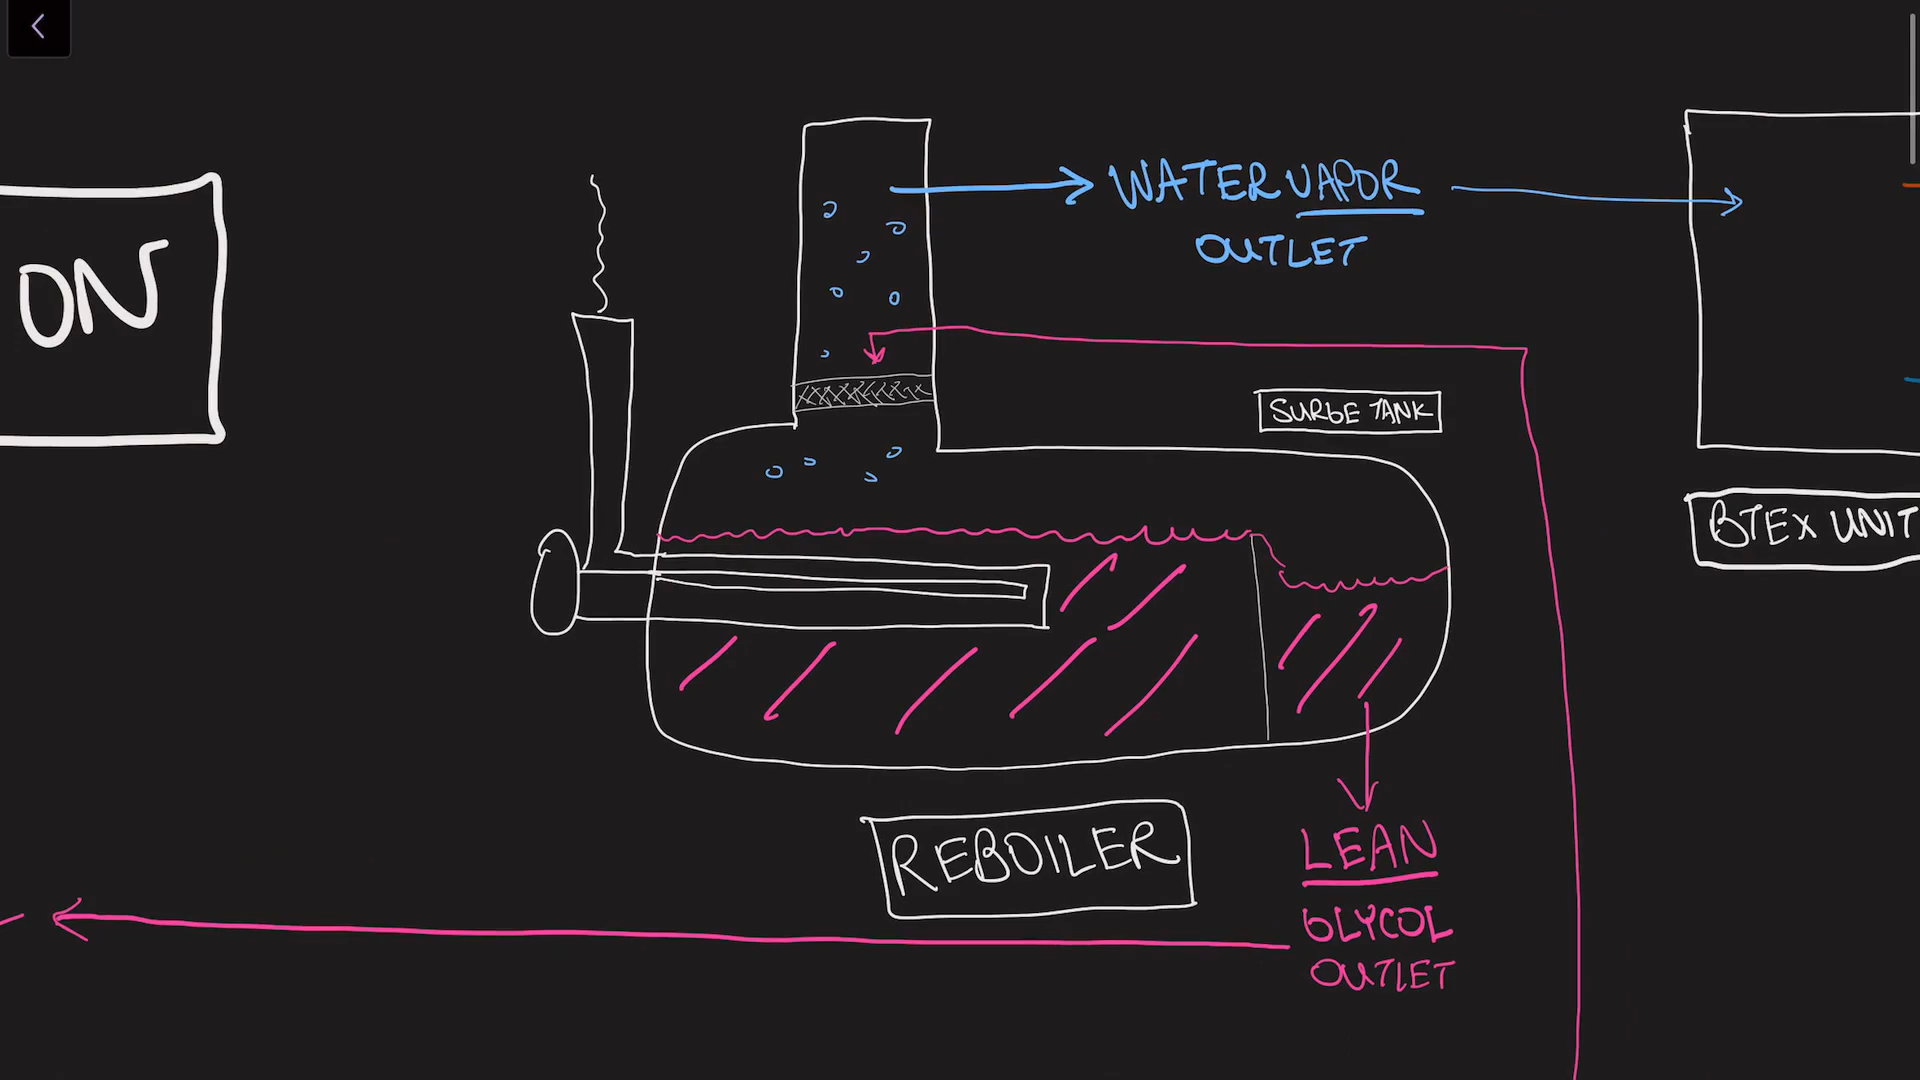 ON
WATER VAPOR
OUTLET
SURGE TANK
BTEX UNIT
REBOILER
LEAN
GLYCOL
OUTLET